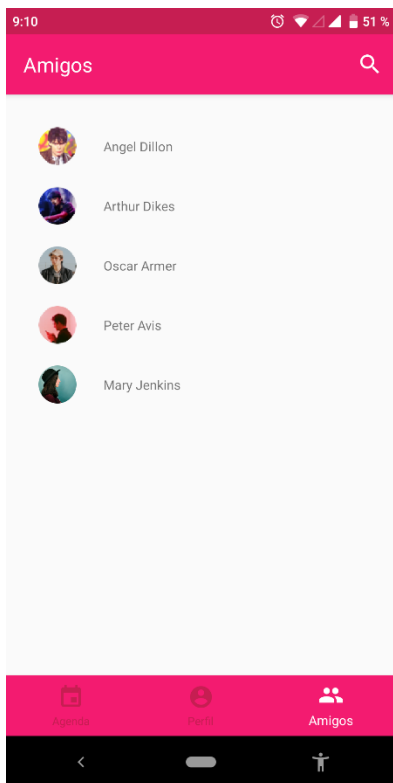 9:10 51 %
Amigos
Angel Dillon
Arthur Dikes
Oscar Armer
Peter Avis
Mary Jenkins
Agenda Perfil Amigos